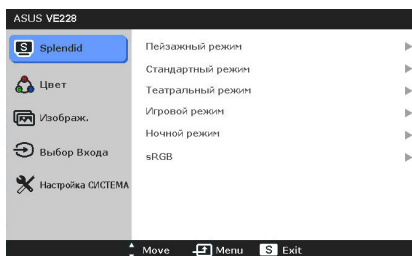 ASUS VE228
S Splendid
Цвет
Изображ.
Выбор Входа
Настройка СИСТЕМА
Пейзажный режим
Стандартный режим
Театральный режим
Игровой режим
Ночной режим
sRGB
Move Menu S Exit